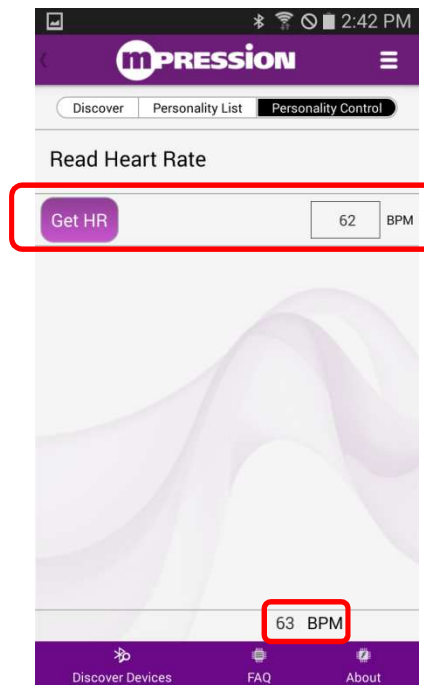 2:42 PM
mpression
Discover Personality List Personality Control
Read Heart Rate
Get HR 62 BPM
63 BPM
Discover Devices FAQ About